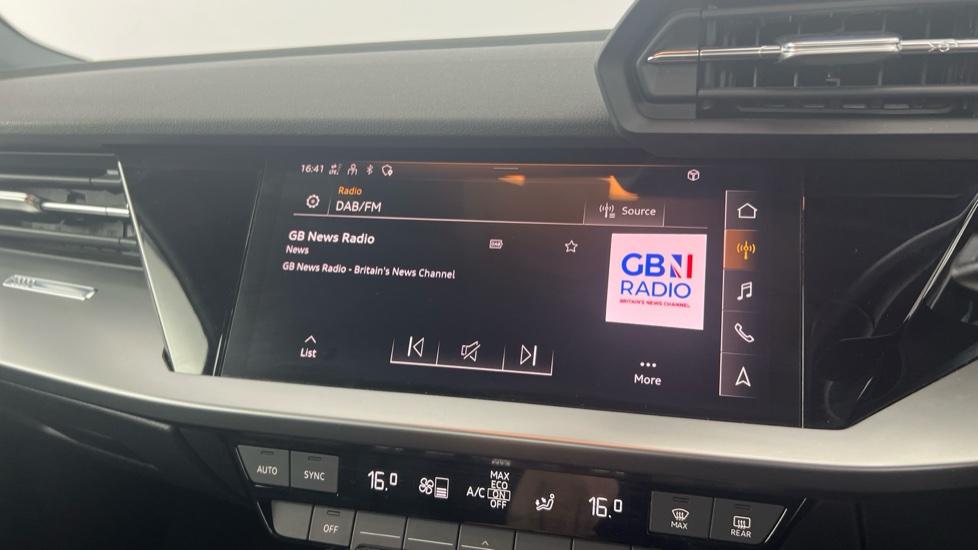 16:41
Radio
DAB/FM
Source
GB News Radio
News
GB News Radio - Britain's News Channel
DAB
GBN
RADIO
BRITAIN'S NEWS CHANNEL
List
More
AUTO
SYNC
16.0
A/C
MAX
ECO
ON
OFF
16.0
OFF
MAX
REAR